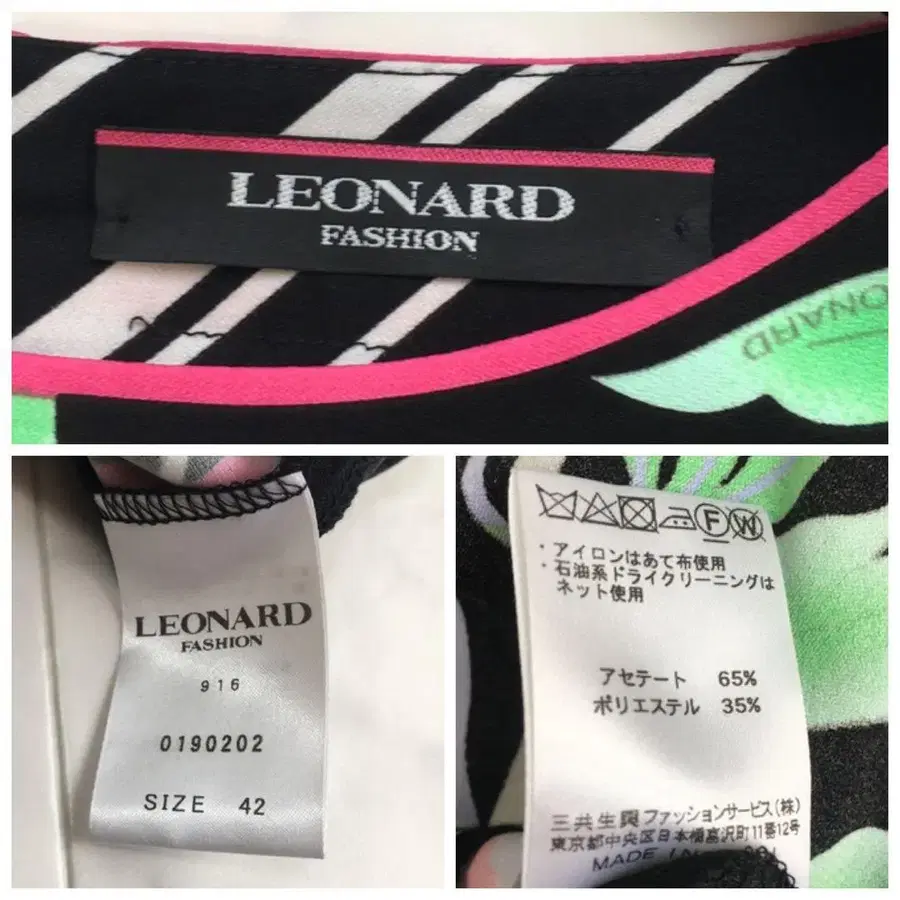 LEONARD
FASHION
LEONARD
LEONARD
FASHION
916
0190202
SIZE 42
F W
・アイロンはあて布使用
・石油系ドライクリーニングは
ネット使用
アセテート 65%
ポリエステル 35%
三共生興ファッションサービス(株)
東京都中央区日本橋富沢町11番12号
MADE IN